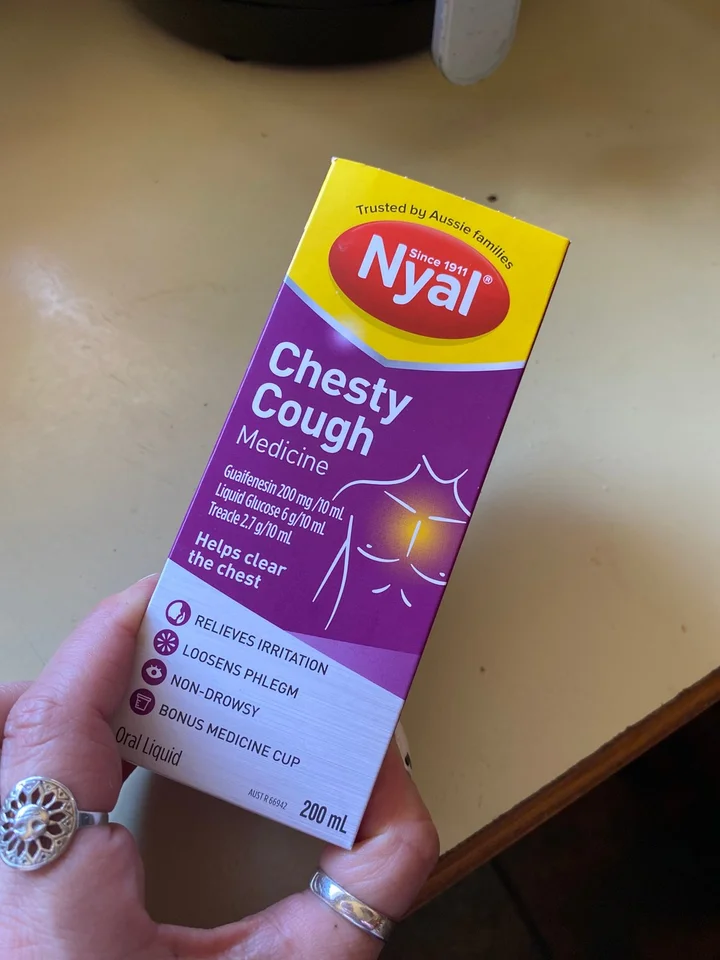 Trusted by Aussie families
Since 1911
Nyal®
Chesty
Cough
Medicine
Guaifenesin 200 mg /10 mL
Liquid Glucose 6 g/10 mL
Treacle 2.7 g/10 mL
Helps clear
the chest
RELIEVES IRRITATION
LOOSENS PHLEGM
NON-DROWSY
BONUS MEDICINE CUP
Oral Liquid
AUST R 66942
200 mL